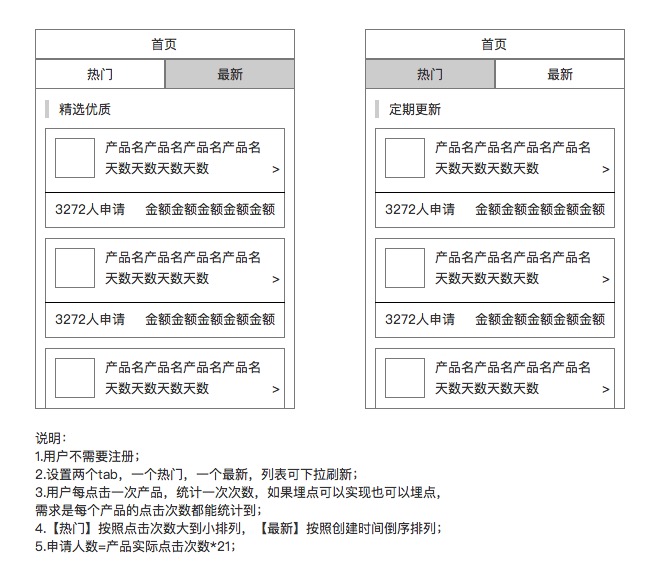 首页
热门
最新
精选优质
产品名产品名产品名产品名
天数天数天数天数
>
3272人申请
金额金额金额金额金额
产品名产品名产品名产品名
天数天数天数天数
>
3272人申请
金额金额金额金额金额
产品名产品名产品名产品名
天数天数天数天数
>
首页
热门
最新
定期更新
产品名产品名产品名产品名
天数天数天数天数
>
3272人申请
金额金额金额金额金额
产品名产品名产品名产品名
天数天数天数天数
>
3272人申请
金额金额金额金额金额
产品名产品名产品名产品名
天数天数天数天数
>
说明：
1.用户不需要注册；
2.设置两个tab，一个热门，一个最新，列表可下拉刷新；
3.用户每点击一次产品，统计一次次数，如果埋点可以实现也可以埋点，
需求是每个产品的点击次数都能统计到；
4.【热门】按照点击次数大到小排列，【最新】按照创建时间倒序排列；
5.申请人数=产品实际点击次数*21；